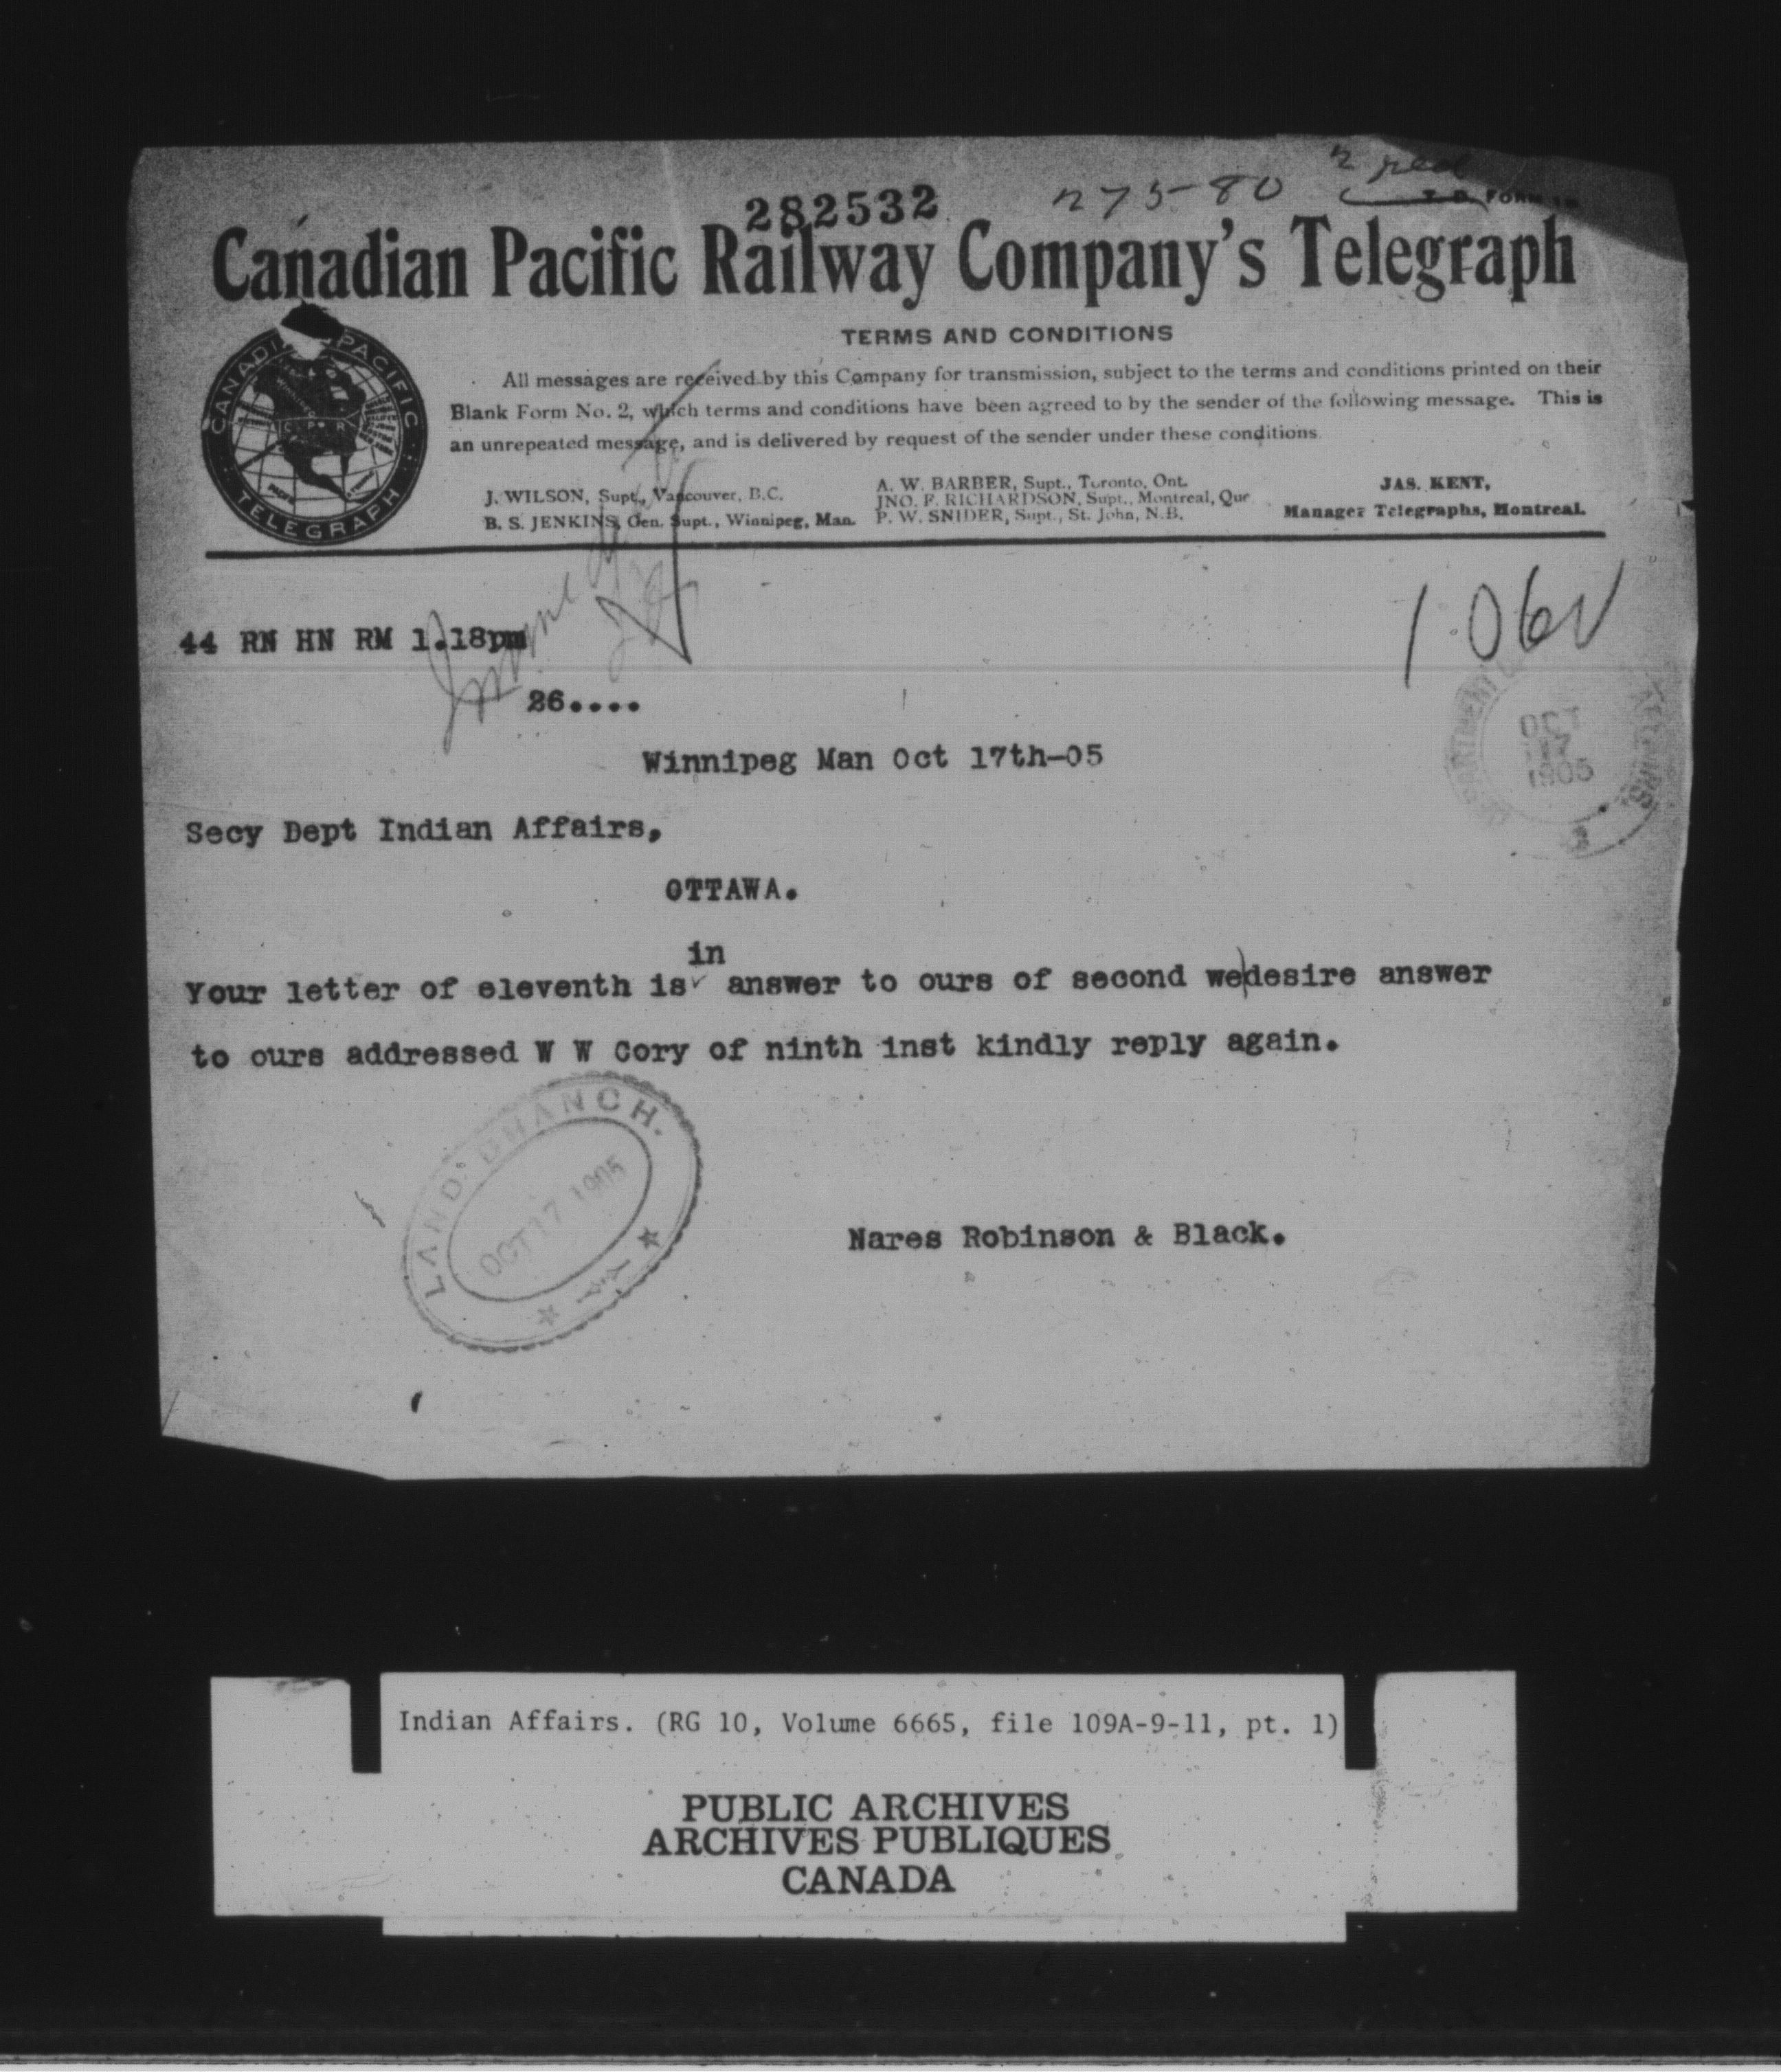 282532
275-80
2 red
T. D. FORM
Canadian Pacific Railway Company's Telegraph
TERMS AND CONDITIONS
All messages are received by this Company for transmission, subject to the terms and conditions printed on their
Blank Form No. 2, which terms and conditions have been agreed to by the sender of the following message. This is
an unrepeated message, and is delivered by request of the sender under these conditions.
CANADIAN PACIFIC
C. P. R.
TELEGRAPH
J. WILSON, Supt., Vancouver, B.C.
B. S. JENKINS, Gen. Supt., Winnipeg, Man.
A. W. BARBER, Supt., Toronto, Ont.
JNO. F. RICHARDSON, Supt., Montreal, Que
P. W. SNIDER, Supt., St. John, N.B.
JAS. KENT,
Manager Telegraphs, Montreal.
106
44 RN HN RM 1.18pm
26....
OCT
17
1905
Winnipeg Man Oct 17th-05
Secy Dept Indian Affairs,
OTTAWA.
in
Your letter of eleventh is answer to ours of second we|desire answer
to ours addressed W W Cory of ninth inst kindly reply again.
LAND. BRANCH.
OCT 17 1905
Nares Robinson & Black.
Indian Affairs. (RG 10, Volume 6665, file 109A-9-11, pt. 1)
PUBLIC ARCHIVES
ARCHIVES PUBLIQUES
CANADA